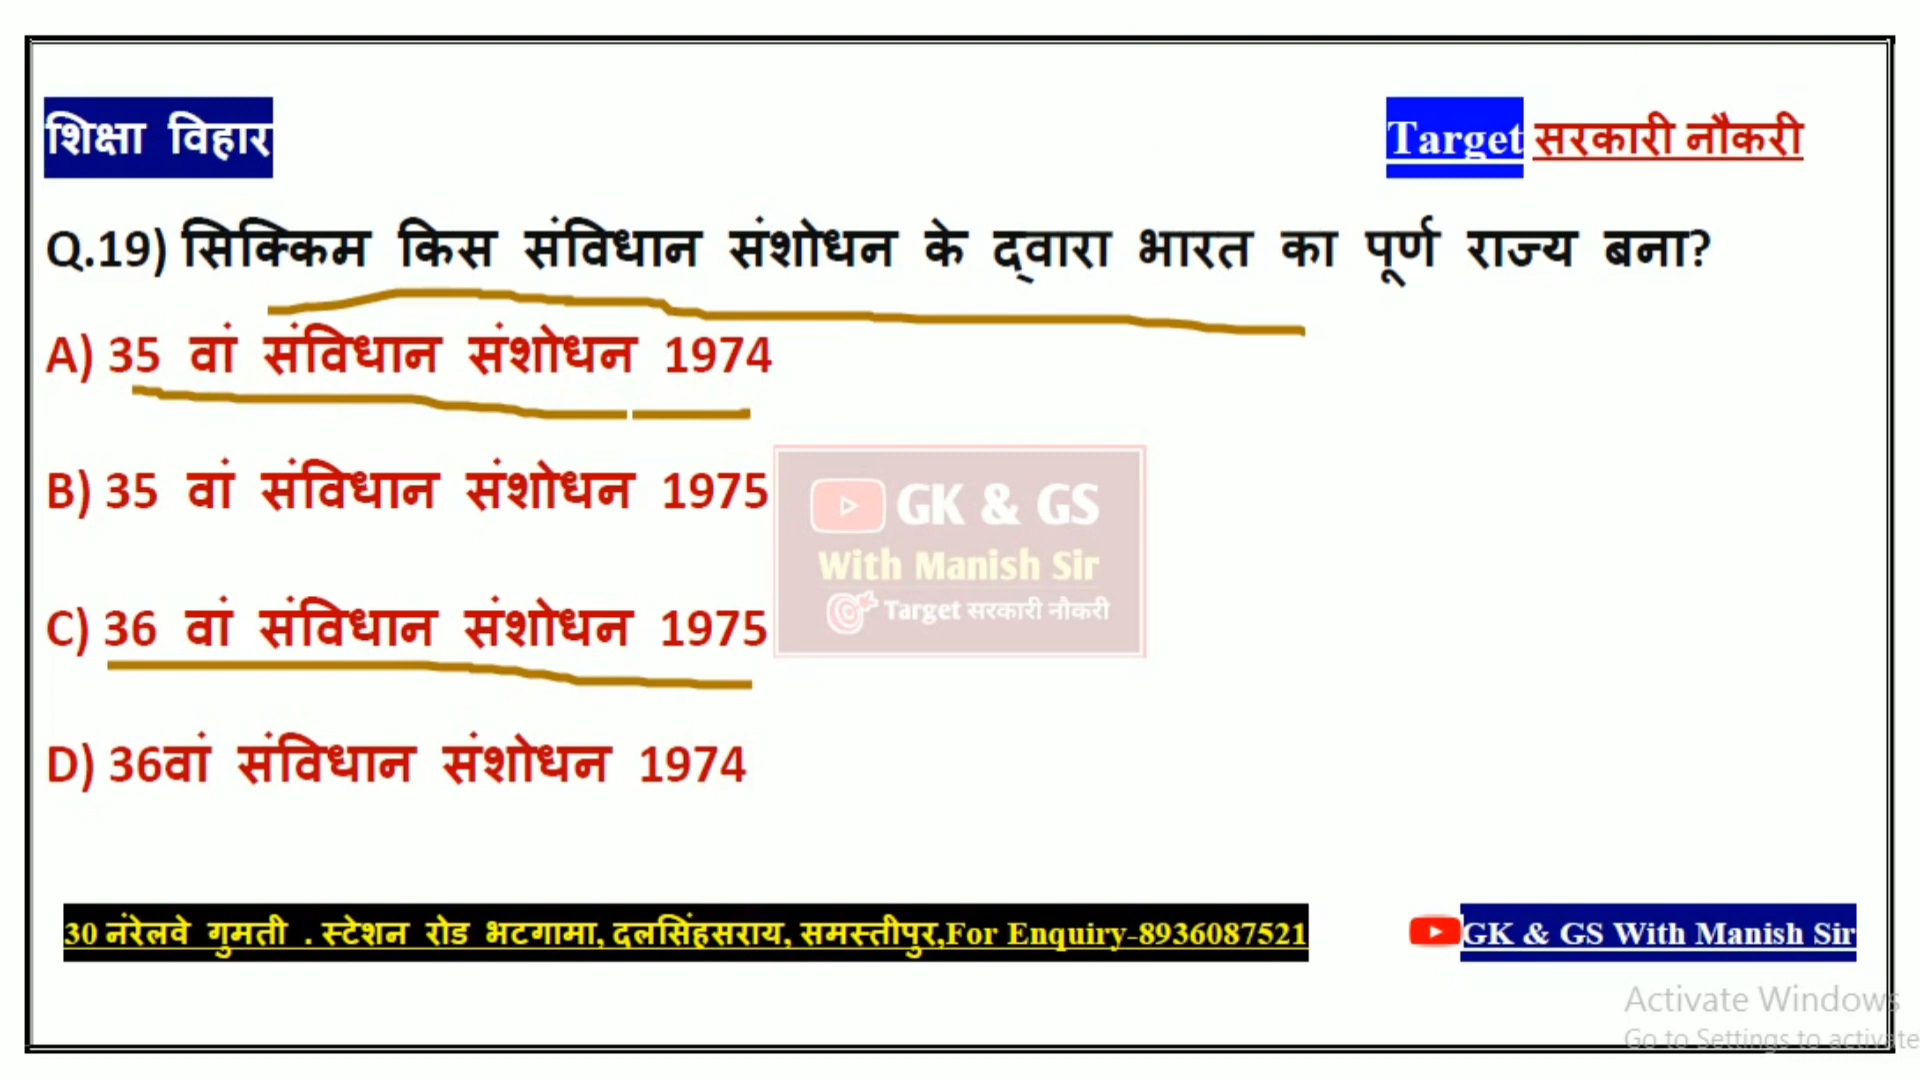 शिक्षा विहार
Target सरकारी नौकरी
Q.19) सिक्किम किस संविधान संशोधन के द्वारा भारत का पूर्ण राज्य बना?
A) 35 वां संविधान संशोधन 1974
B) 35 वां संविधान संशोधन 1975
C) 36 वां संविधान संशोधन 1975
D) 36वां संविधान संशोधन 1974
GK & GS
With Manish Sir
Target सरकारी नौकरी
30 नंरेलवे गुमती . स्टेशन रोड भटगामा, दलसिंहसराय, समस्तीपुर,For Enquiry-8936087521
GK & GS With Manish Sir
Activate Windows
Go to Settings to activate